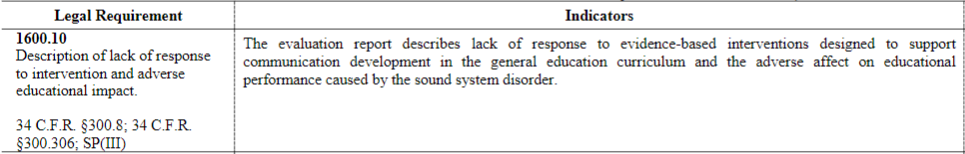 Legal Requirement
Indicators
1600.10
Description of lack of response
to intervention and adverse
educational impact.
34 C.F.R. §300.8; 34 C.F.R.
§300.306; SP(III)
The evaluation report describes lack of response to evidence-based interventions designed to support
communication development in the general education curriculum and the adverse affect on educational
performance caused by the sound system disorder.